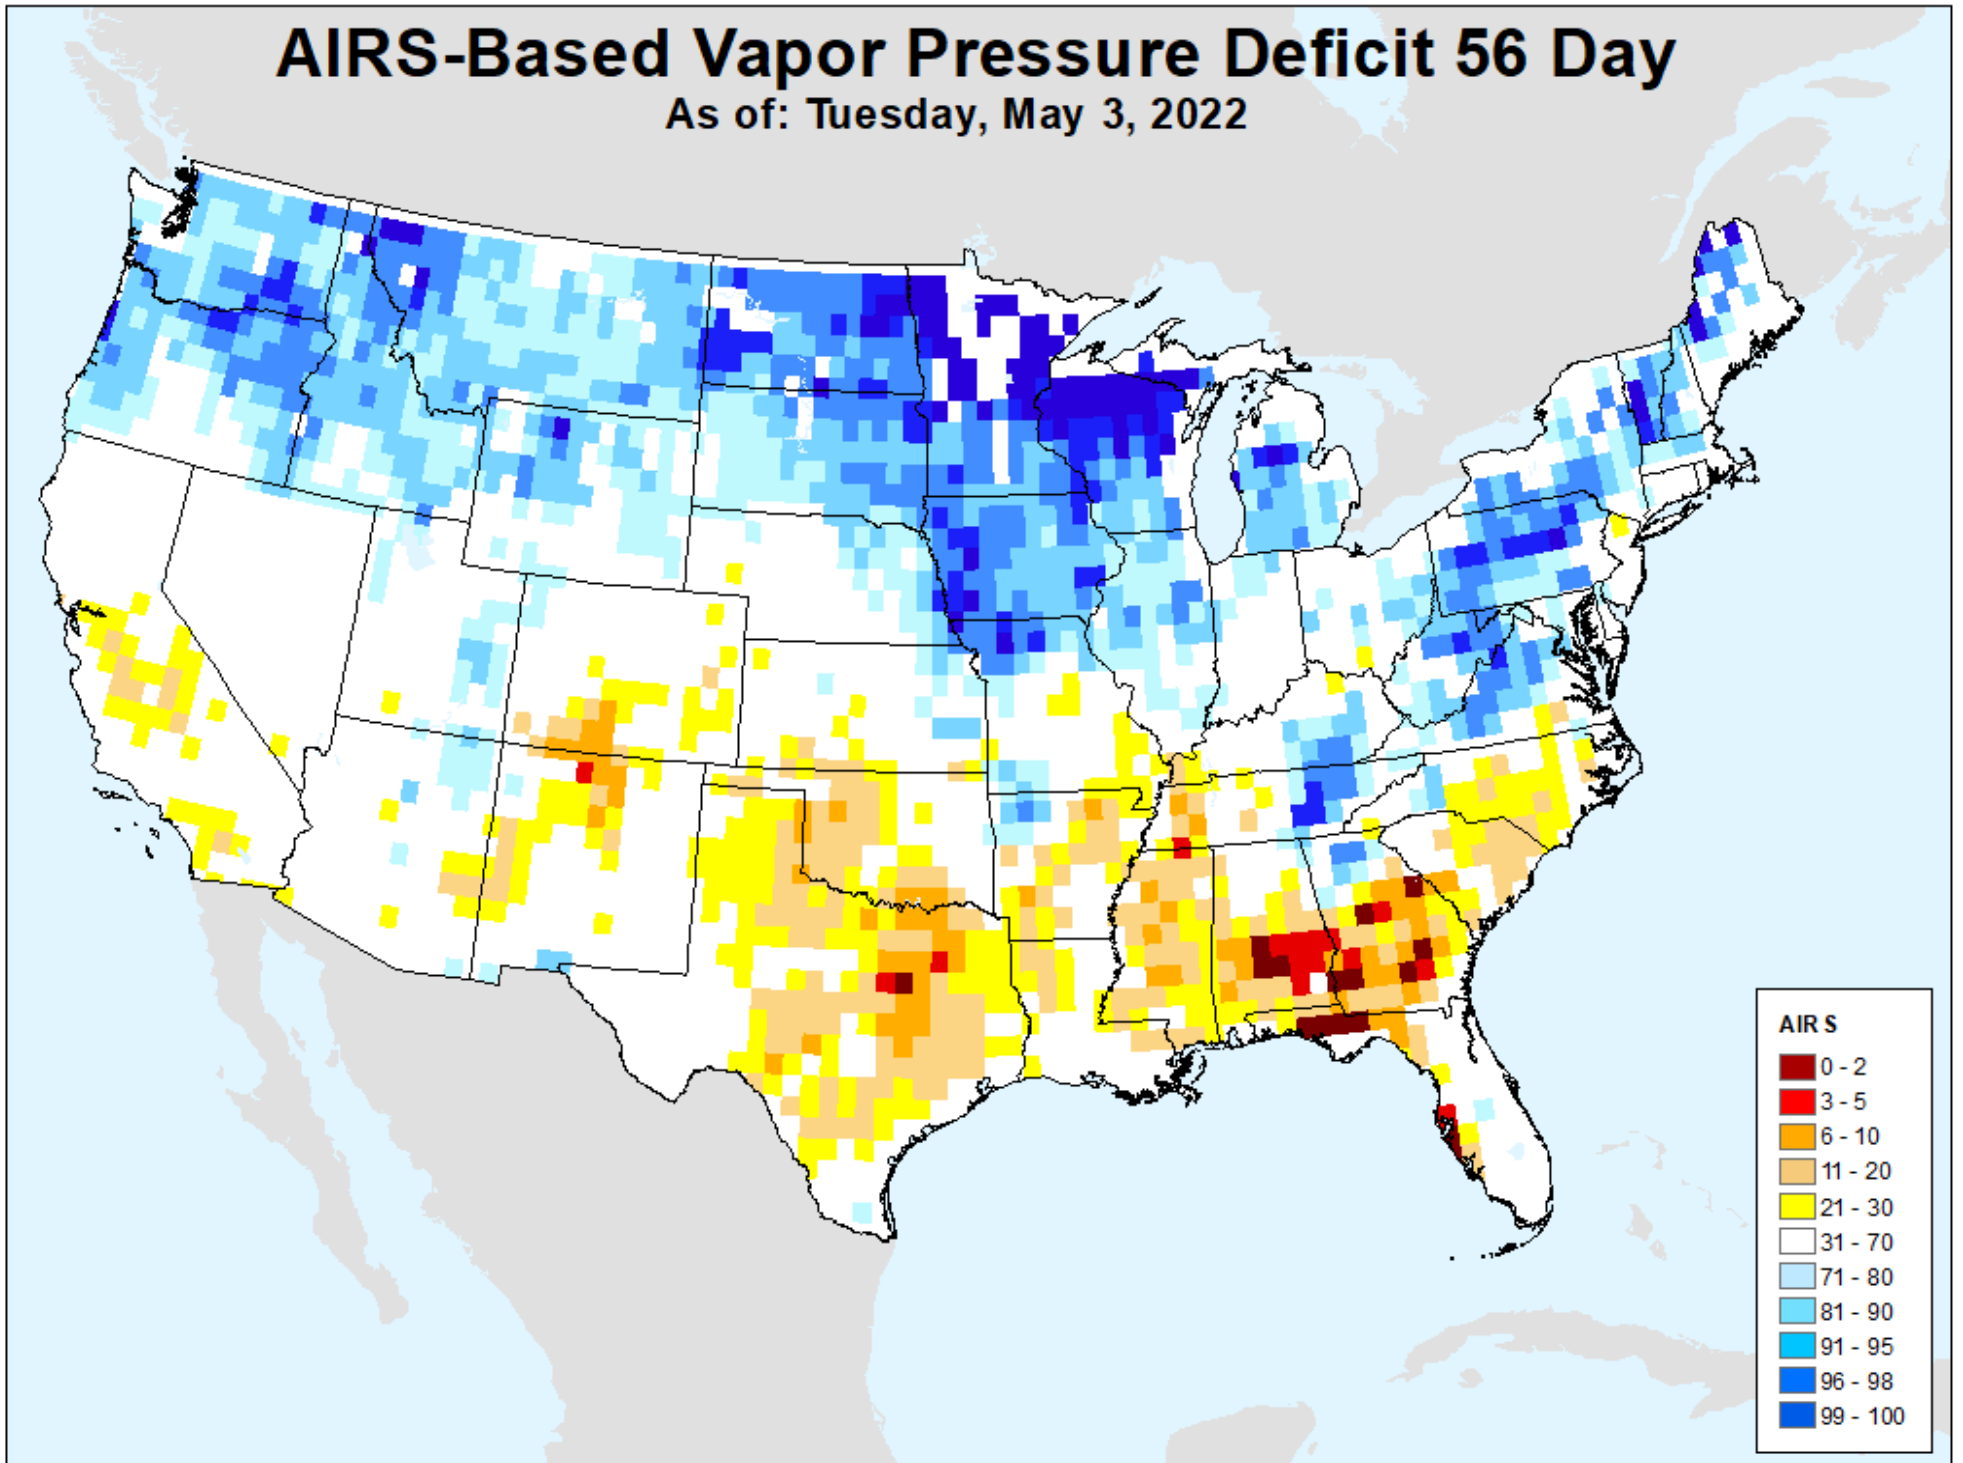 AIRS-Based Vapor Pressure Deficit 56 Day
As of: Tuesday, May 3, 2022
AIRS
0 - 2
3 - 5
6 - 10
11 - 20
21 - 30
31 - 70
71 - 80
81 - 90
91 - 95
96 - 98
99 - 100